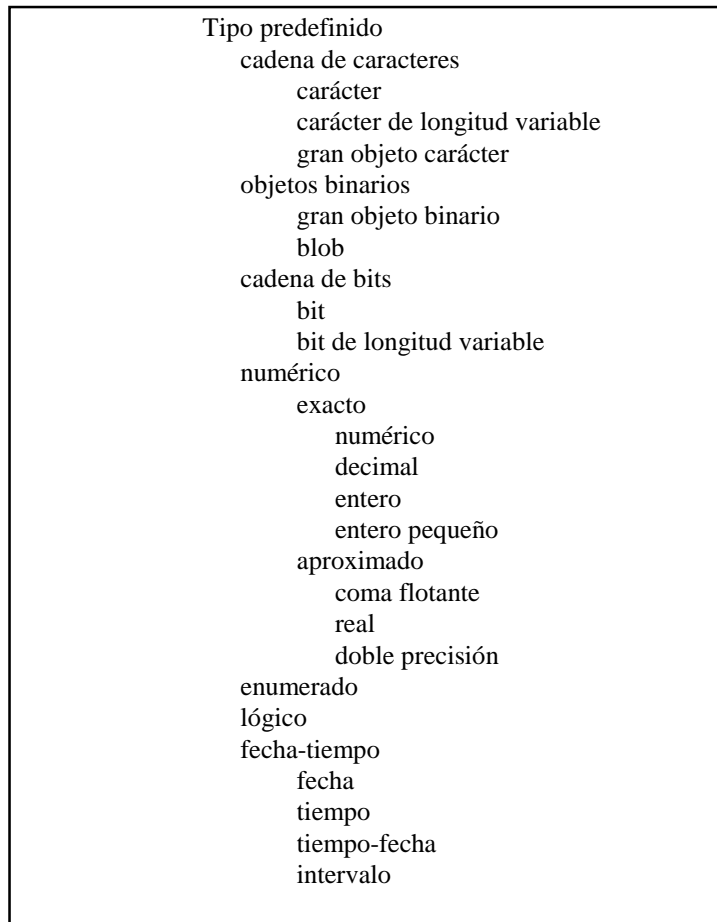 Tipo predefinido
cadena de caracteres
carácter
carácter de longitud variable
gran objeto carácter
objetos binarios
gran objeto binario
blob
cadena de bits
bit
bit de longitud variable
numérico
exacto
numérico
decimal
entero
entero pequeño
aproximado
coma flotante
real
doble precisión
enumerado
lógico
fecha-tiempo
fecha
tiempo
tiempo-fecha
intervalo